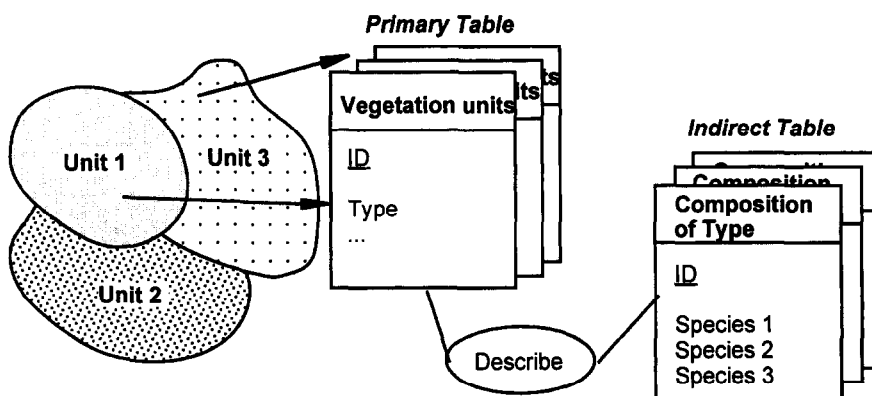 Primary Table
Vegetation units
ID
Type
...
Unit 1
Unit 3
Unit 2
Describe
Indirect Table
Composition
Composition
of Type
ID
Species 1
Species 2
Species 3